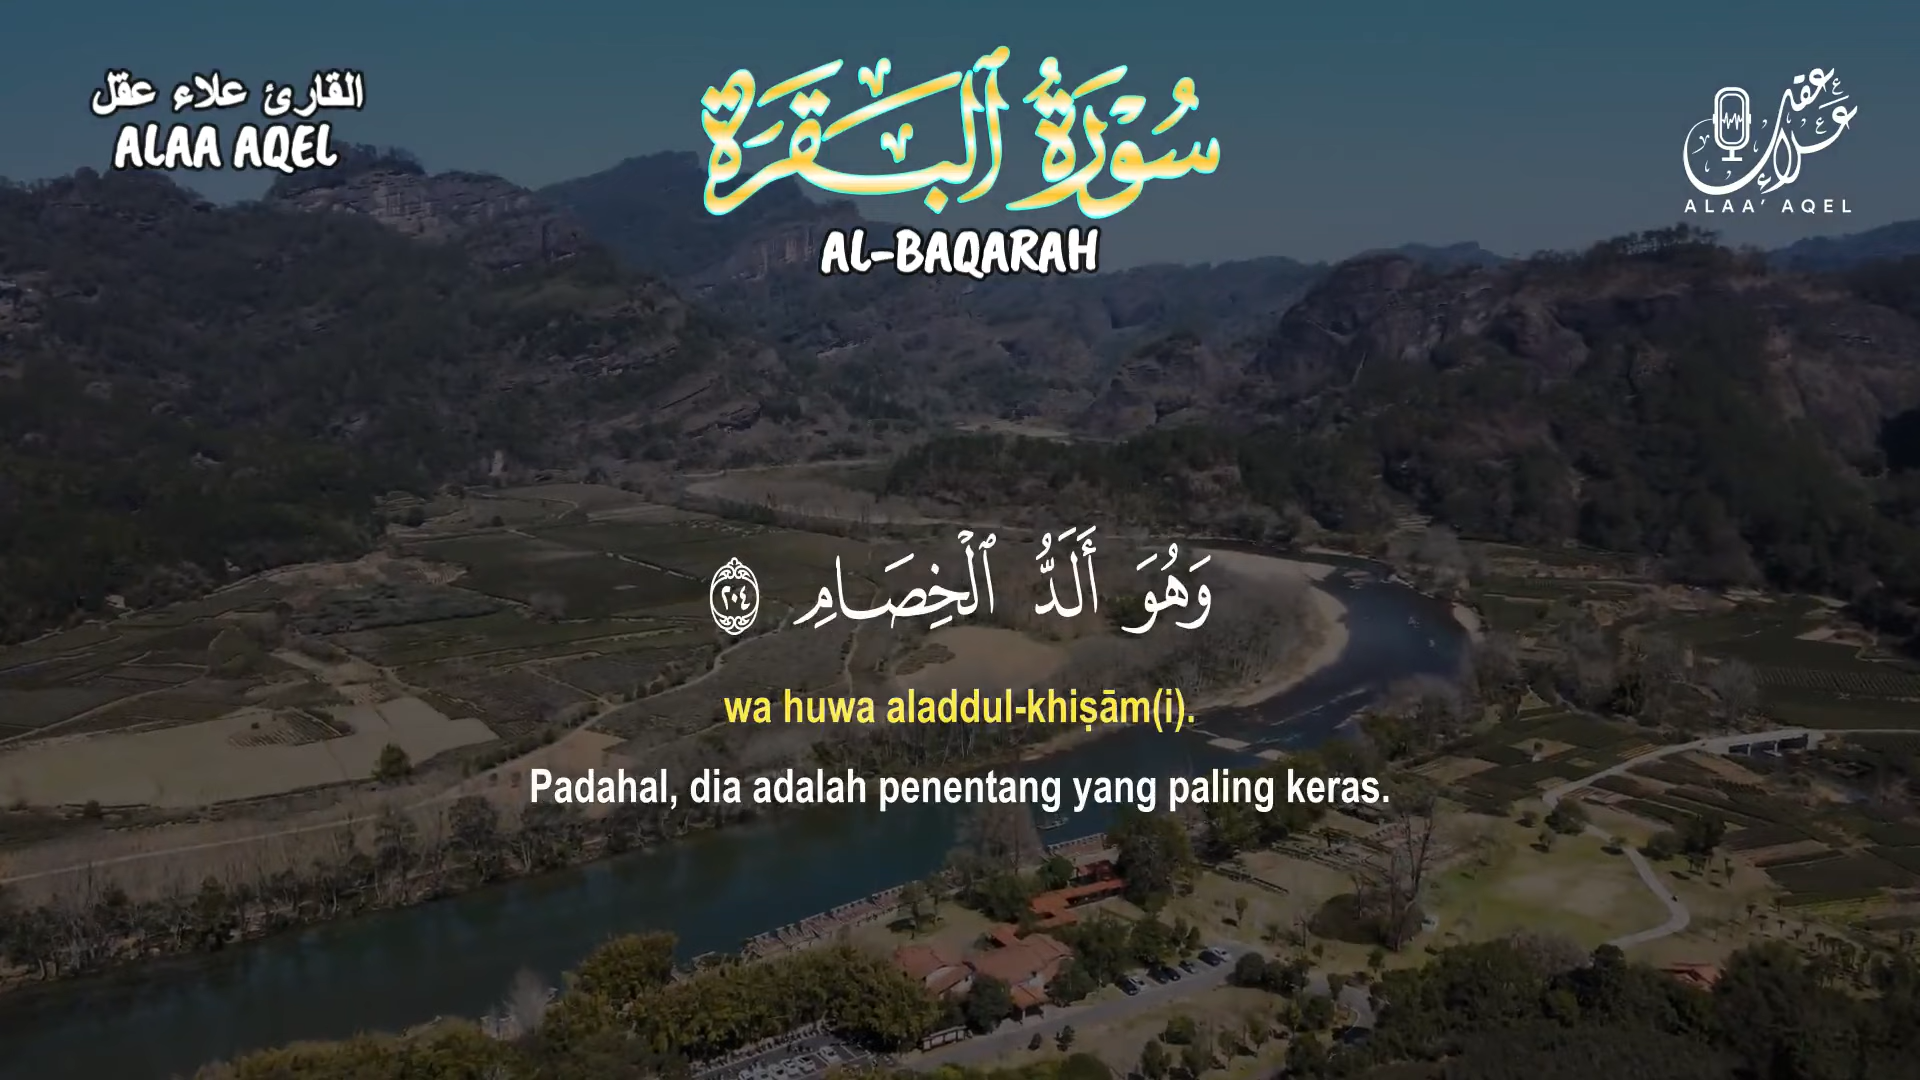 القارئ علاء عقل
ALAA AQEL
سُوْرَةُ ٱلْبَقَرَة
AL-BAQARAH
علاء عقل
ALAA' AQEL
وَهُوَ أَلَدُّ ٱلْخِصَامِ ٢٠٤
wa huwa aladdul-khiṣām(i).
Padahal, dia adalah penentang yang paling keras.